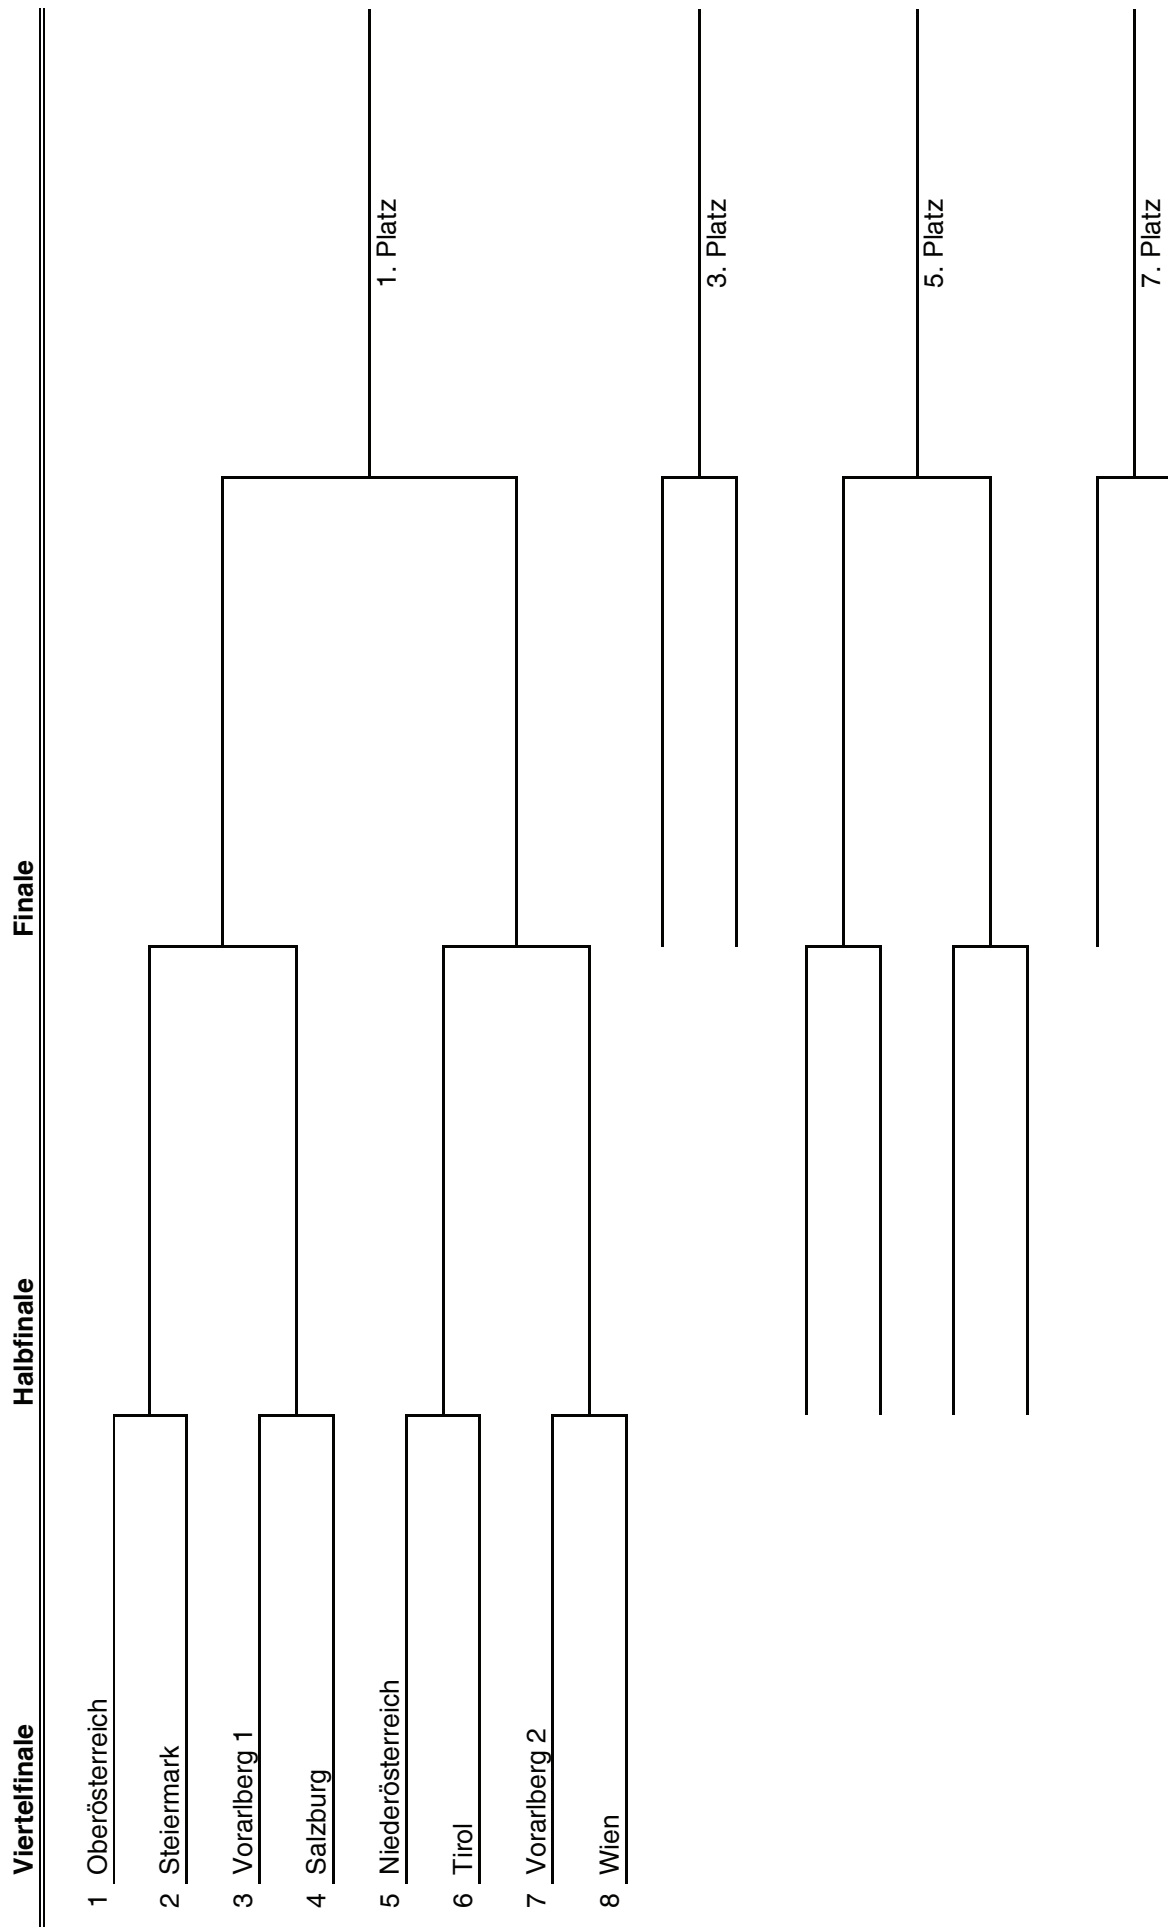 Viertelfinale Halbfinale Finale
1 Oberösterreich
2 Steiermark
3 Vorarlberg 1
4 Salzburg
5 Niederösterreich
6 Tirol
7 Vorarlberg 2
8 Wien
1. Platz
3. Platz
5. Platz
7. Platz